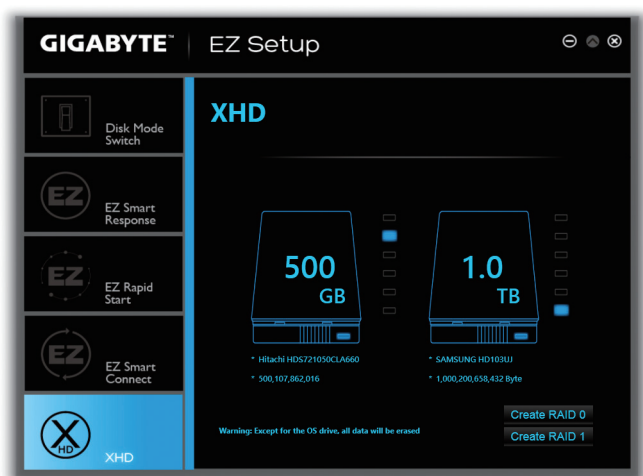 GIGABYTE™ EZ Setup
Disk Mode
Switch
EZ
EZ Smart
Response
EZ
EZ Rapid
Start
EZ
EZ Smart
Connect
X
HD
XHD
XHD
500
GB
1.0
TB
* Hitachi HDS721050CLA660
* 500,107,862,016
* SAMSUNG HD103UJ
* 1,000,200,658,432 Byte
Warning: Except for the OS drive, all data will be erased
Create RAID 0
Create RAID 1